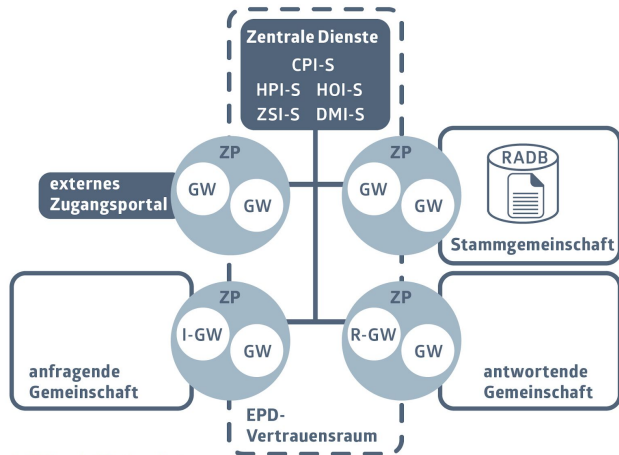 Zentrale Dienste
CPI-S
HPI-S HOI-S
ZSI-S DMI-S
ZP
GW
GW
externes
Zugangsportal
ZP
GW
GW
RADB
Stammgemeinschaft
ZP
I-GW
GW
anfragende
Gemeinschaft
ZP
R-GW
GW
antwortende
Gemeinschaft
EPD-
Vertrauensraum